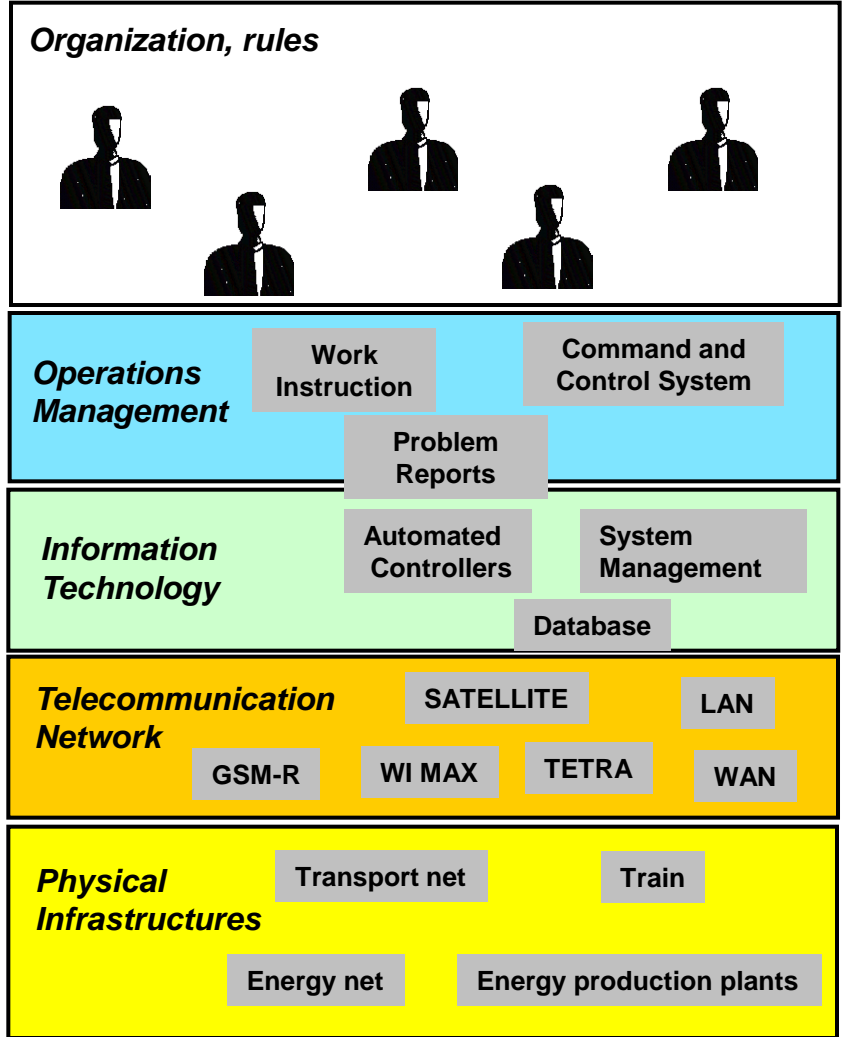 Organization, rules
Operations
Management
Work
Instruction
Command and
Control System
Problem
Reports
Information
Technology
Automated
Controllers
System
Management
Database
Telecommunication
Network
SATELLITE
LAN
GSM-R
WI MAX
TETRA
WAN
Physical
Infrastructures
Transport net
Train
Energy net
Energy production plants